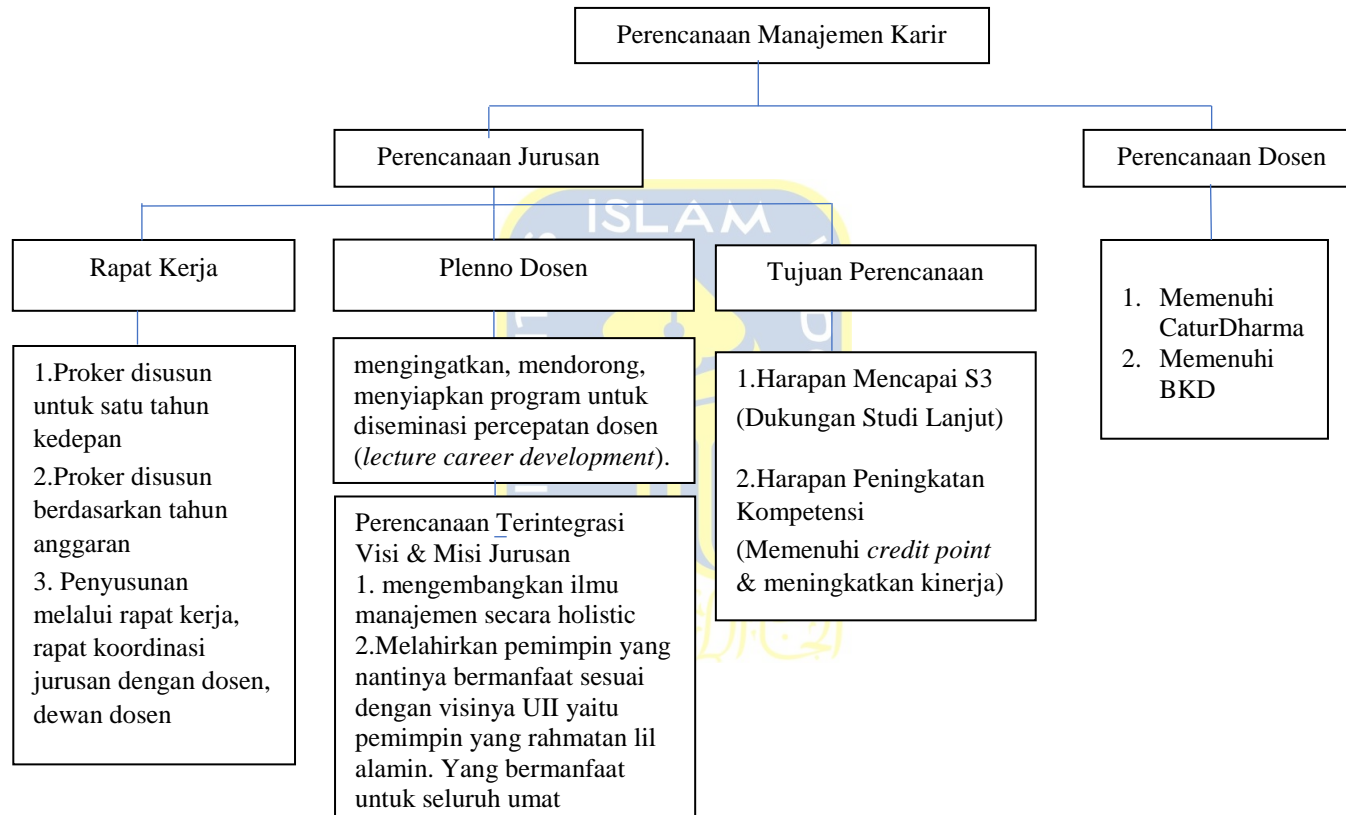 Perencanaan Manajemen Karir
Perencanaan Jurusan
Perencanaan Dosen
ISLAM
Rapat Kerja
Plenno Dosen
Tujuan Perencanaan
1.Proker disusun
untuk satu tahun
kedepan
2.Proker disusun
berdasarkan tahun
anggaran
3. Penyusunan
melalui rapat kerja,
rapat koordinasi
jurusan dengan dosen,
dewan dosen
mengingatkan, mendorong,
menyiapkan program untuk
diseminasi percepatan dosen
(lecture career development).
Perencanaan Terintegrasi
Visi & Misi Jurusan
1. mengembangkan ilmu
manajemen secara holistic
2.Melahirkan pemimpin yang
nantinya bermanfaat sesuai
dengan visinya UII yaitu
pemimpin yang rahmatan lil
alamin. Yang bermanfaat
untuk seluruh umat
1.Harapan Mencapai S3
(Dukungan Studi Lanjut)
2.Harapan Peningkatan
Kompetensi
(Memenuhi credit point
& meningkatkan kinerja)
1. Memenuhi
CaturDharma
2. Memenuhi
BKD